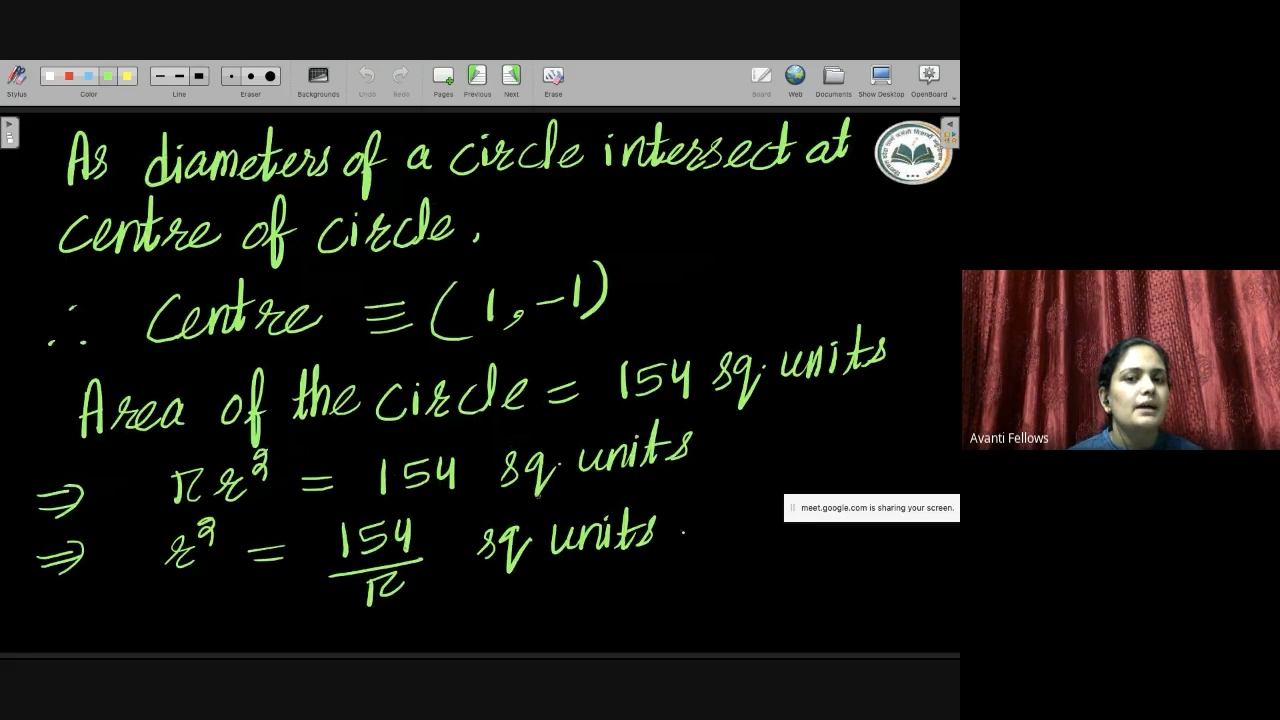 Stylus Color Line Eraser Backgrounds Undo Redo Pages Previous Next Erase Board Web Documents Show Desktop OpenBoard
As diameters of a circle intersect at
centre of circle.
∴ Centre ≡ (1, -1)
Area of the circle = 154 sq. units
⇒ πr² = 154 sq. units
⇒ r² = 154/π sq units.
Avanti Fellows
meet.google.com is sharing your screen.